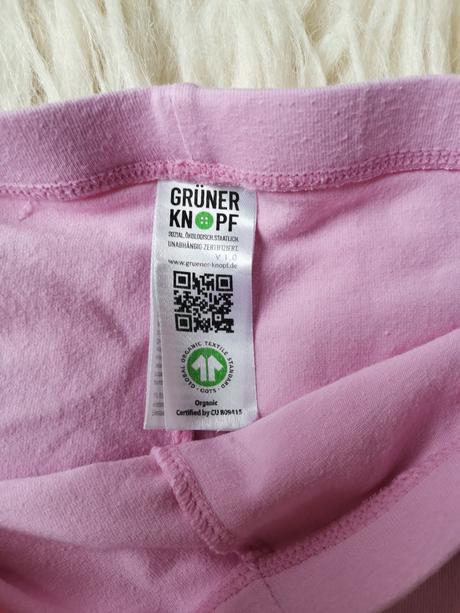 GRÜNER
KNOPF
SOZIAL. ÖKOLOGISCH. STAATLICH.
UNABHÄNGIG ZERTIFIZIERT.
V 1.0
www.gruener-knopf.de
GLOBAL ORGANIC TEXTILE STANDARD
· GOTS ·
Organic
Certified by CU 809415